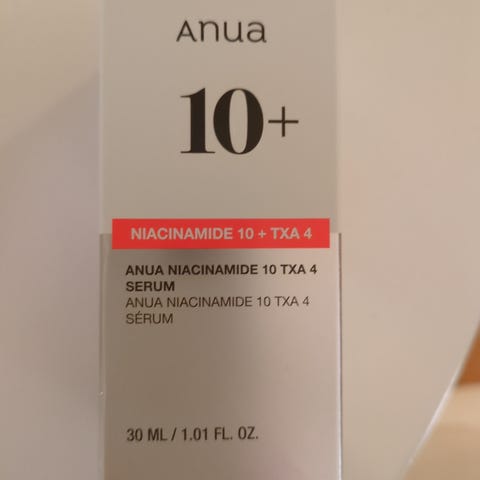 Anua
10+
NIACINAMIDE 10 + TXA 4
ANUA NIACINAMIDE 10 TXA 4
SERUM
ANUA NIACINAMIDE 10 TXA 4
SÉRUM
30 ML / 1.01 FL. OZ.